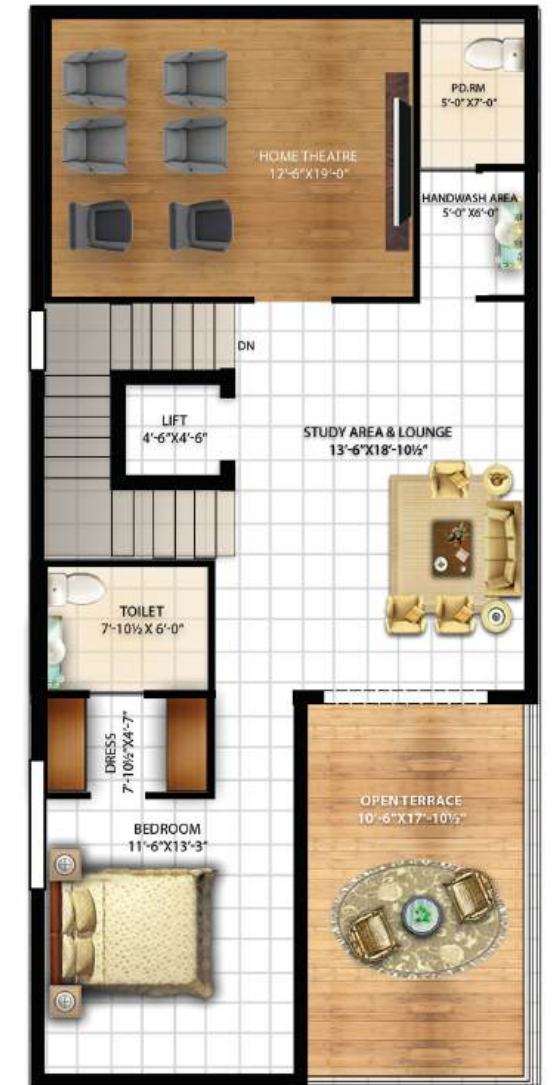 PD.RM
5'-0"X7'-0"
HOME THEATRE
12'-6"X19'-0"
HANDWASH AREA
5'-0" X6'-0"
DN
LIFT
4'-6"X4'-6"
STUDY AREA & LOUNGE
13'-6"X18'-10½"
TOILET
7'-10½ X 6'-0"
DRESS
7'-10½"X4'-7"
OPEN TERRACE
10'-6"X17'-10½"
BEDROOM
11'-6"X13'-3"